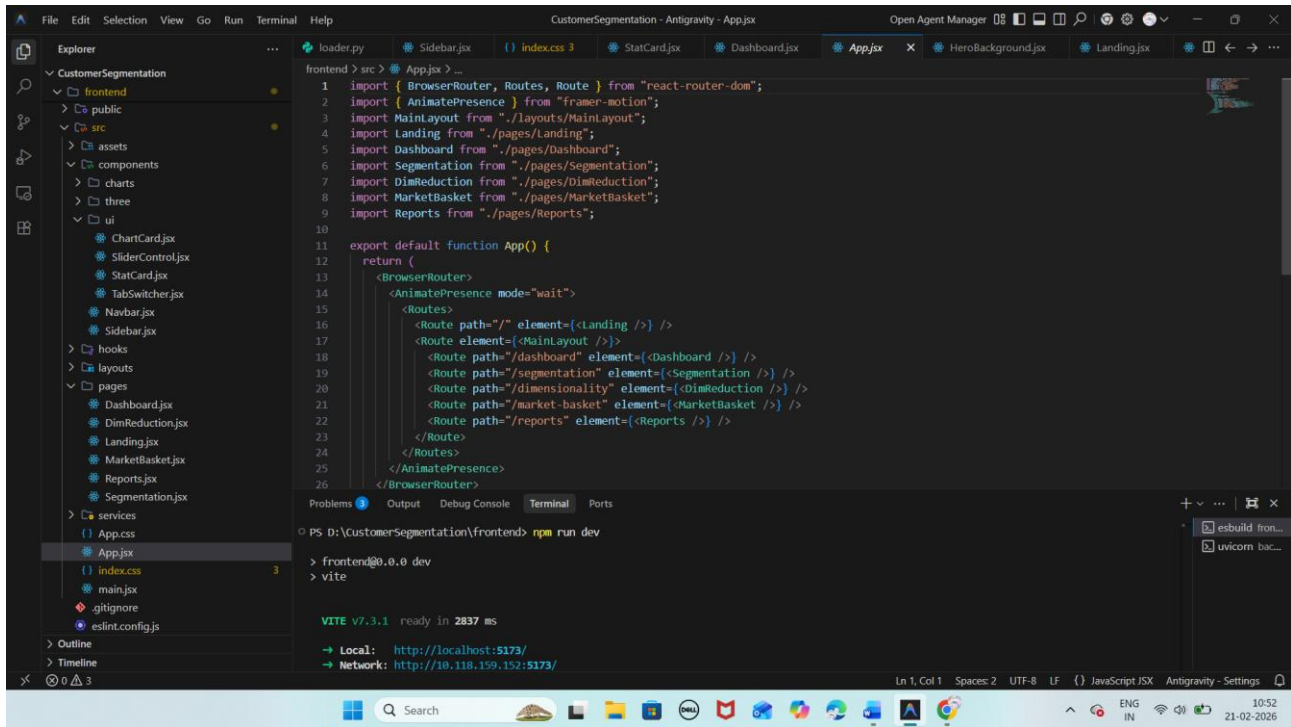 File Edit Selection View Go Run Terminal Help
CustomerSegmentation - Antigravity - App.jsx
Open Agent Manager
Explorer
CustomerSegmentation
frontend
public
src
assets
components
charts
three
ui
ChartCard.jsx
SliderControl.jsx
StatCard.jsx
TabSwitcher.jsx
Navbar.jsx
Sidebar.jsx
hooks
layouts
pages
Dashboard.jsx
DimReduction.jsx
Landing.jsx
MarketBasket.jsx
Reports.jsx
Segmentation.jsx
services
{} App.css
App.jsx
{} index.css 3
main.jsx
.gitignore
eslint.config.js
Outline
Timeline
loader.py Sidebar.jsx {} index.css 3 StatCard.jsx Dashboard.jsx App.jsx HeroBackground.jsx Landing.jsx
frontend > src > App.jsx > ...
1 import { BrowserRouter, Routes, Route } from "react-router-dom";
2 import { AnimatePresence } from "framer-motion";
3 import MainLayout from "./layouts/MainLayout";
4 import Landing from "./pages/Landing";
5 import Dashboard from "./pages/Dashboard";
6 import Segmentation from "./pages/Segmentation";
7 import DimReduction from "./pages/DimReduction";
8 import MarketBasket from "./pages/MarketBasket";
9 import Reports from "./pages/Reports";
10
11 export default function App() {
12 return (
13 <BrowserRouter>
14 <AnimatePresence mode="wait">
15 <Routes>
16 <Route path="/" element={<Landing />} />
17 <Route element={<MainLayout />}>
18 <Route path="/dashboard" element={<Dashboard />} />
19 <Route path="/segmentation" element={<Segmentation />} />
20 <Route path="/dimensionality" element={<DimReduction />} />
21 <Route path="/market-basket" element={<MarketBasket />} />
22 <Route path="/reports" element={<Reports />} />
23 </Route>
24 </Routes>
25 </AnimatePresence>
26 </BrowserRouter>
Problems 3 Output Debug Console Terminal Ports
PS D:\CustomerSegmentation\frontend> npm run dev
> frontend@0.0.0 dev
> vite
VITE v7.3.1 ready in 2837 ms
→ Local: http://localhost:5173/
→ Network: http://10.118.159.152:5173/
esbuild fron...
uvicorn bac...
0 3
Ln 1, Col 1 Spaces: 2 UTF-8 LF {} JavaScript JSX Antigravity - Settings
Search
DELL
ENG
IN
10:52
21-02-2026